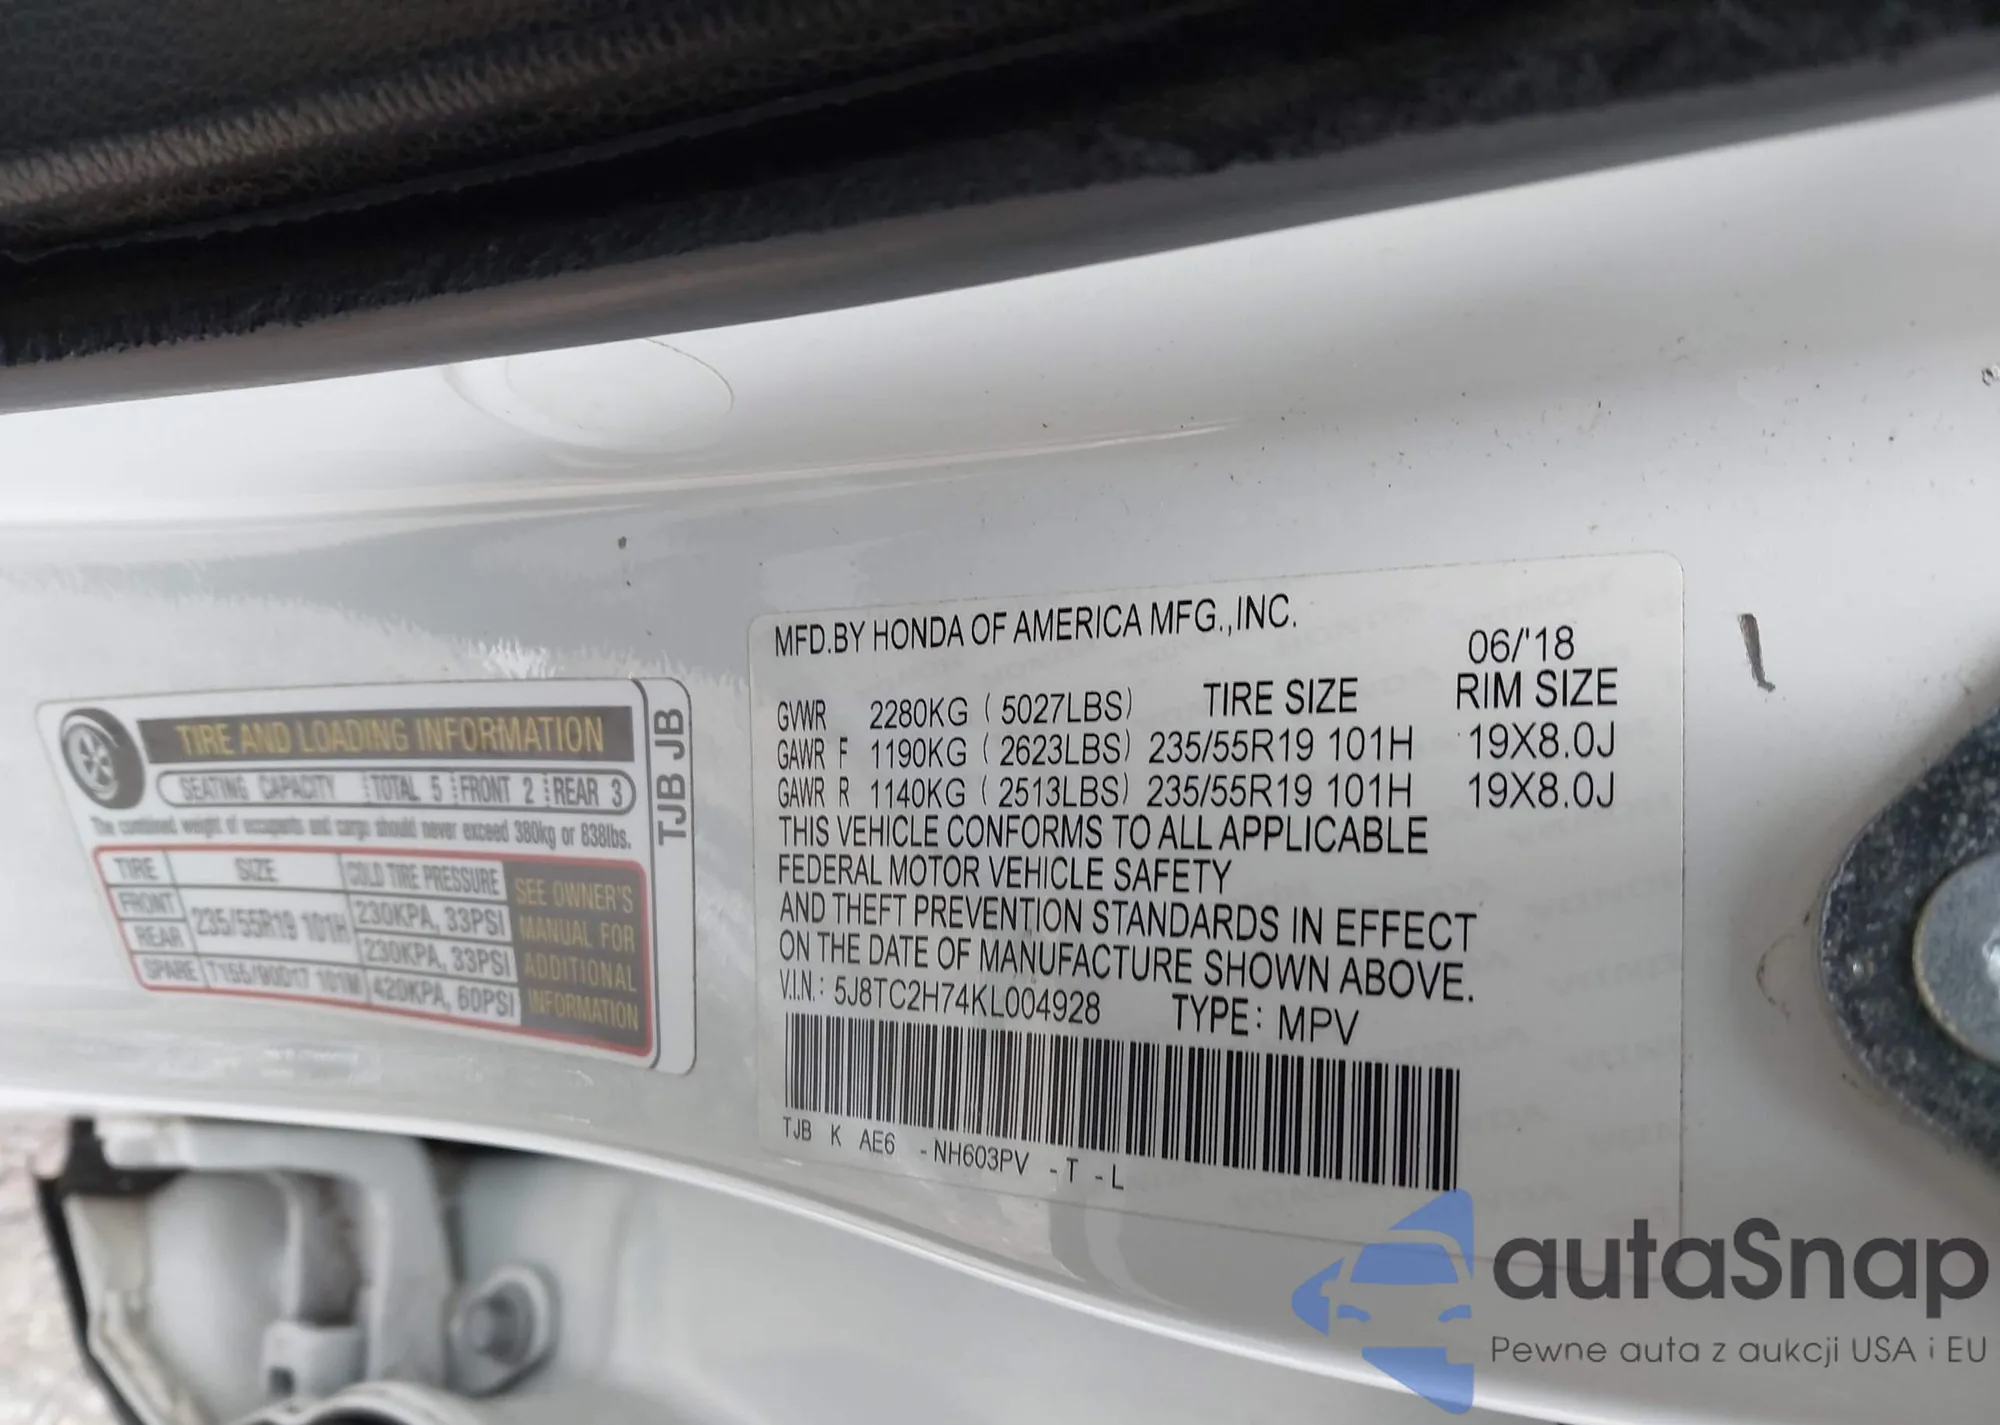 TIRE AND LOADING INFORMATION
SEATING CAPACITY TOTAL 5 FRONT 2 REAR 3
The combined weight of occupants and cargo should never exceed 380kg or 838lbs.
TIRE SIZE COLD TIRE PRESSURE
FRONT 235/55R19 101H 230KPA, 33PSI
REAR 230KPA, 33PSI
SPARE T155/90D17 101M 420KPA, 60PSI
SEE OWNER'S
MANUAL FOR
ADDITIONAL
INFORMATION
TJB JB
MFD.BY HONDA OF AMERICA MFG.,INC. 06/'18
GVWR 2280KG (5027LBS) TIRE SIZE RIM SIZE
GAWR F 1190KG (2623LBS) 235/55R19 101H 19X8.0J
GAWR R 1140KG (2513LBS) 235/55R19 101H 19X8.0J
THIS VEHICLE CONFORMS TO ALL APPLICABLE
FEDERAL MOTOR VEHICLE SAFETY
AND THEFT PREVENTION STANDARDS IN EFFECT
ON THE DATE OF MANUFACTURE SHOWN ABOVE.
V.I.N.: 5J8TC2H74KL004928 TYPE: MPV
TJB K AE6 -NH603PV -T -L
autaSnap
Pewne auta z aukcji USA i EU